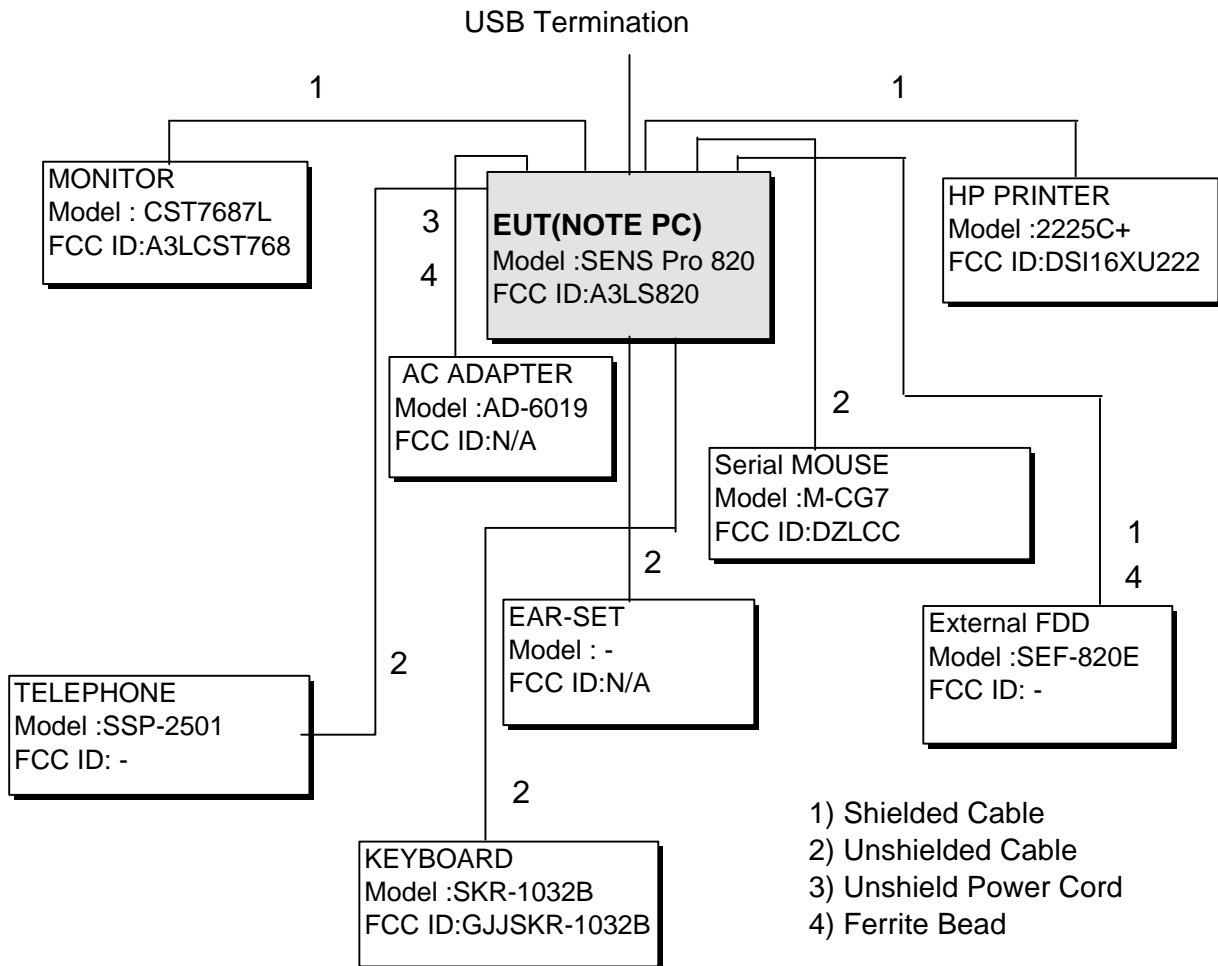 USB Termination
1
1
MONITOR
Model : CST7687L
FCC ID:A3LCST768
3
4
EUT(NOTE PC)
Model :SENS Pro 820
FCC ID:A3LS820
HP PRINTER
Model :2225C+
FCC ID:DSI16XU222
AC ADAPTER
Model :AD-6019
FCC ID:N/A
2
Serial MOUSE
Model :M-CG7
FCC ID:DZLCC
1
4
2
EAR-SET
Model : -
FCC ID:N/A
External FDD
Model :SEF-820E
FCC ID: -
2
TELEPHONE
Model :SSP-2501
FCC ID: -
2
KEYBOARD
Model :SKR-1032B
FCC ID:GJJSKR-1032B
1) Shielded Cable
2) Unshielded Cable
3) Unshield Power Cord
4) Ferrite Bead